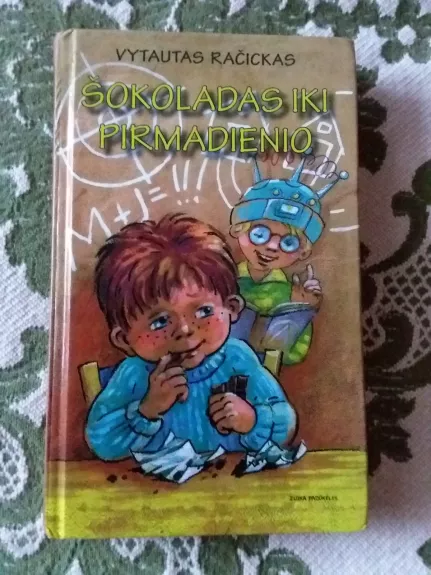 VYTAUTAS RAČICKAS
ŠOKOLADAS IKI
PIRMADIENIO
M+J=!!!